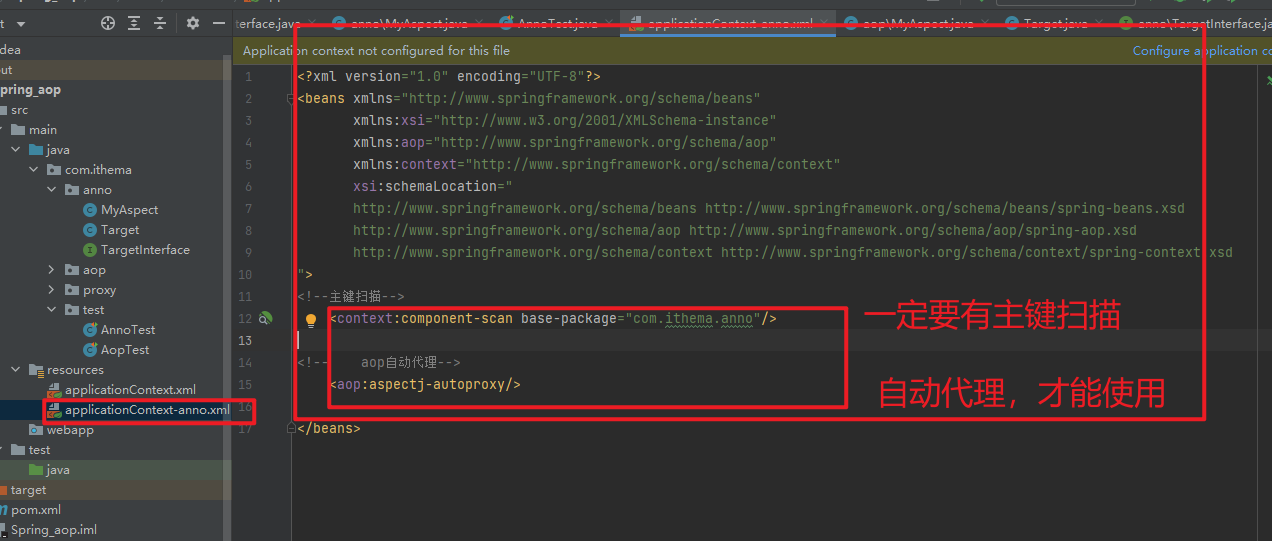 terface.java
anno\MyAspect.java
AnnoTest.java
applicationContext-anno.xml
aop\MyAspect.java
Target.java
anno\TargetInterface.ja
Application context not configured for this file
Configure application co
dea
out
pring_aop
src
main
java
com.ithema
anno
MyAspect
Target
TargetInterface
aop
proxy
test
AnnoTest
AopTest
resources
applicationContext.xml
applicationContext-anno.xml
webapp
test
java
target
pom.xml
Spring_aop.iml
1 <?xml version="1.0" encoding="UTF-8"?>
2 <beans xmlns="http://www.springframework.org/schema/beans"
3 xmlns:xsi="http://www.w3.org/2001/XMLSchema-instance"
4 xmlns:aop="http://www.springframework.org/schema/aop"
5 xmlns:context="http://www.springframework.org/schema/context"
6 xsi:schemaLocation="
7 http://www.springframework.org/schema/beans http://www.springframework.org/schema/beans/spring-beans.xsd
8 http://www.springframework.org/schema/aop http://www.springframework.org/schema/aop/spring-aop.xsd
9 http://www.springframework.org/schema/context http://www.springframework.org/schema/context/spring-context.xsd
10 ">
11 <!--主键扫描-->
12 <context:component-scan base-package="com.ithema.anno"/>
13
14 <!-- aop自动代理-->
15 <aop:aspectj-autoproxy/>
16
17 </beans>
一定要有主键扫描
自动代理，才能使用